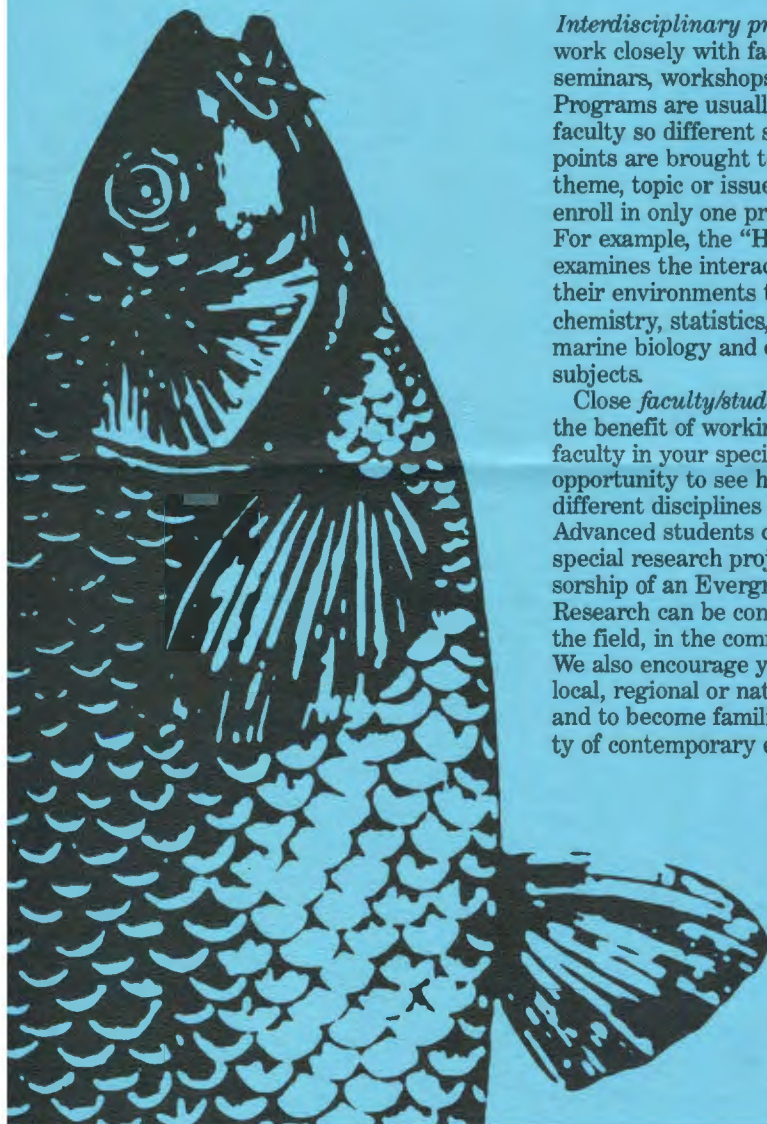 Interdisciplinary pr
work closely with fa
seminars, workshops
Programs are usuall
faculty so different s
points are brought t
theme, topic or issue
enroll in only one pr
For example, the “H
examines the interac
their environments t
chemistry, statistics,
marine biology and
subjects.
Close faculty/stud
the benefit of workin
faculty in your speci
opportunity to see h
different disciplines
Advanced students c
special research proj
sorship of an Evergr
Research can be con
the field, in the com
We also encourage y
local, regional or nat
and to become famil
ty of contemporary